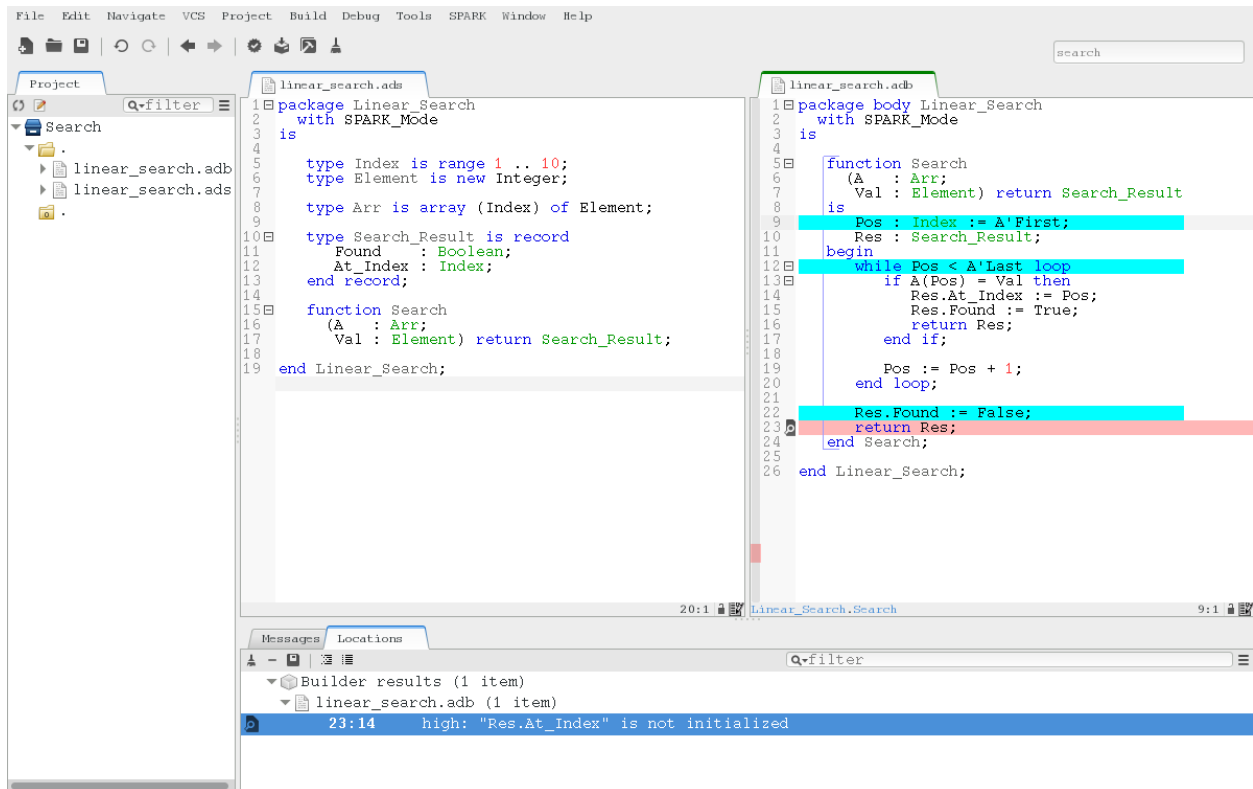 File Edit Navigate VCS Project Build Debug Tools SPARK Window Help
search
Project
filter
Search
.
linear_search.adb
linear_search.ads
.
linear_search.ads
1 package Linear_Search
2   with SPARK_Mode
3 is
4
5    type Index is range 1 .. 10;
6    type Element is new Integer;
7
8    type Arr is array (Index) of Element;
9
10    type Search_Result is record
11       Found    : Boolean;
12       At_Index : Index;
13    end record;
14
15    function Search
16      (A   : Arr;
17       Val : Element) return Search_Result;
18
19 end Linear_Search;
20:1
linear_search.adb
1 package body Linear_Search
2   with SPARK_Mode
3 is
4
5    function Search
6      (A   : Arr;
7       Val : Element) return Search_Result
8    is
9       Pos : Index := A'First;
10       Res : Search_Result;
11    begin
12       while Pos < A'Last loop
13          if A(Pos) = Val then
14             Res.At_Index := Pos;
15             Res.Found := True;
16             return Res;
17          end if;
18
19          Pos := Pos + 1;
20       end loop;
21
22       Res.Found := False;
23       return Res;
24    end Search;
25
26 end Linear_Search;
Linear_Search.Search 9:1
Messages Locations
filter
Builder results (1 item)
linear_search.adb (1 item)
23:14 high: "Res.At_Index" is not initialized